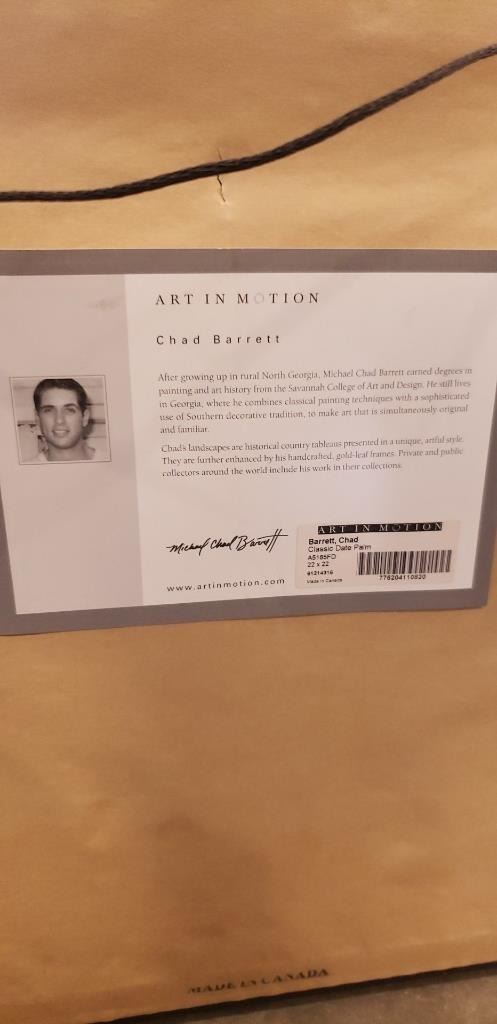 ART IN MOTION
Chad Barrett
After growing up in rural North Georgia, Michael Chad Barrett earned degrees in
painting and art history from the Savannah College of Art and Design. He still lives
in Georgia, where he combines classical painting techniques with a sophisticated
use of Southern decorative tradition, to make art that is simultaneously original
and familiar.
Chad's landscapes are historical country tableaus presented in a unique, artful style.
They are further enhanced by his handcrafted, gold-leaf frames. Private and public
collectors around the world include his work in their collections.
Michael Chad Barrett
www.artinmotion.com
ART IN MOTION
Barrett, Chad
Classic Date Palm
A5185FD
22 x 22
61214316
Made in Canada
776204110820
MADE IN CANADA